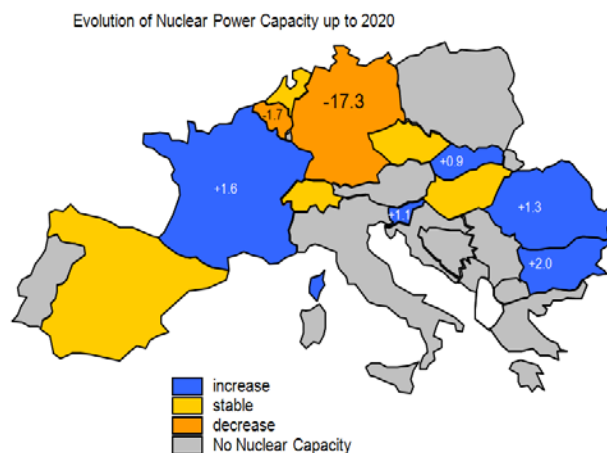 Evolution of Nuclear Power Capacity up to 2020
-17.3
-1.7
+0.9
+1.6
+1.3
+1.1
+2.0
increase
stable
decrease
No Nuclear Capacity